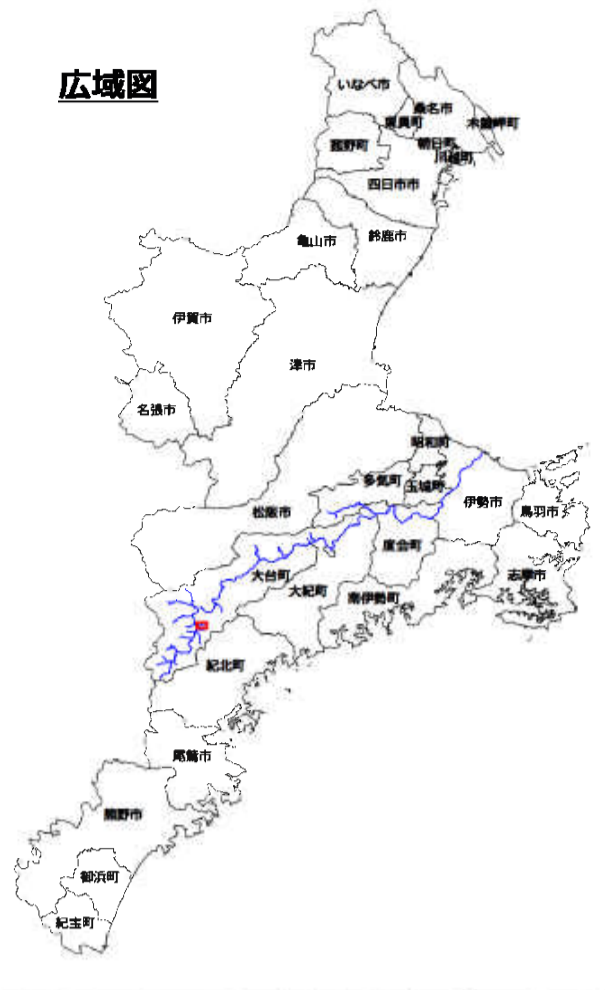 広域図
いなべ市
桑名市
東員町
木曽岬町
朝日町
川越町
菰野町
四日市市
鈴鹿市
亀山市
伊賀市
津市
名張市
明和町
多気町
玉城町
伊勢市
鳥羽市
松阪市
度会町
志摩市
大台町
大紀町
南伊勢町
紀北町
尾鷲市
熊野市
御浜町
紀宝町